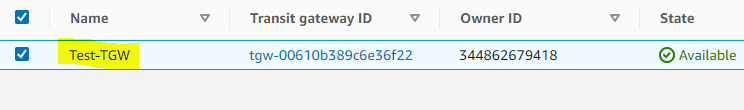 Name Transit gateway ID Owner ID State
Test-TGW tgw-00610b389c6e36f22 344862679418 Available